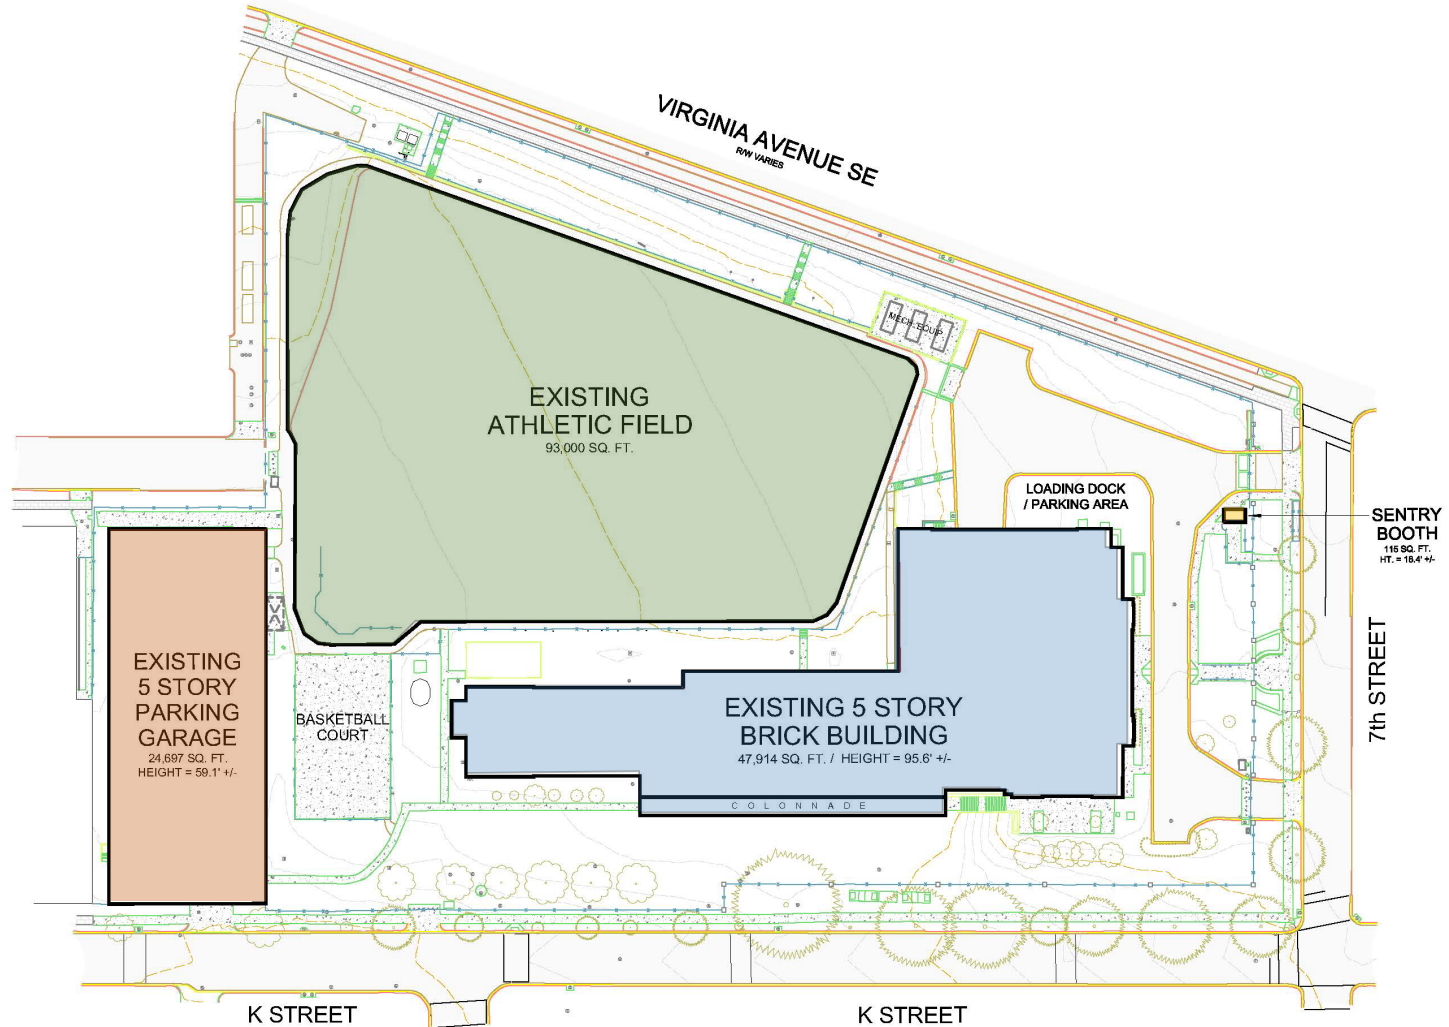 VIRGINIA AVENUE SE
R/W VARIES
MECH. EQUIP
EXISTING
ATHLETIC FIELD
93,000 SQ. FT.
LOADING DOCK
/ PARKING AREA
SENTRY
BOOTH
115 SQ. FT.
HT. = 18.4' +/-
7th STREET
EXISTING
5 STORY
PARKING
GARAGE
24,697 SQ. FT.
HEIGHT = 59.1' +/-
BASKETBALL
COURT
EXISTING 5 STORY
BRICK BUILDING
47,914 SQ. FT. / HEIGHT = 95.6' +/-
COLONNADE
K STREET
K STREET